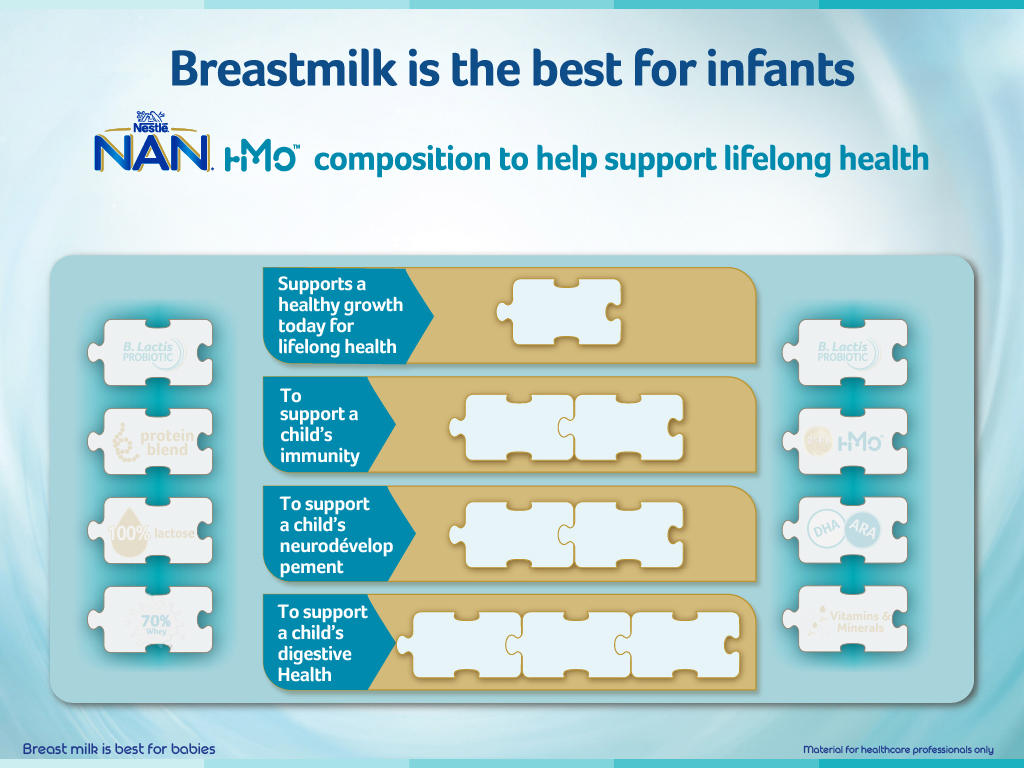 Breastmilk is the best for infants
Nestlé
NAN HMO™ composition to help support lifelong health
Supports a
healthy growth
today for
lifelong health
To
support a
child's
immunity
To support
a child's
neurodévelop
pement
To support
a child's
digestive
Health
B. Lactis
PROBIOTIC
protein
blend
100% lactose
70%
Whey
B. Lactis
PROBIOTIC
HMO
DHA ARA
Vitamins &
Minerals
Breast milk is best for babies
Material for healthcare professionals only